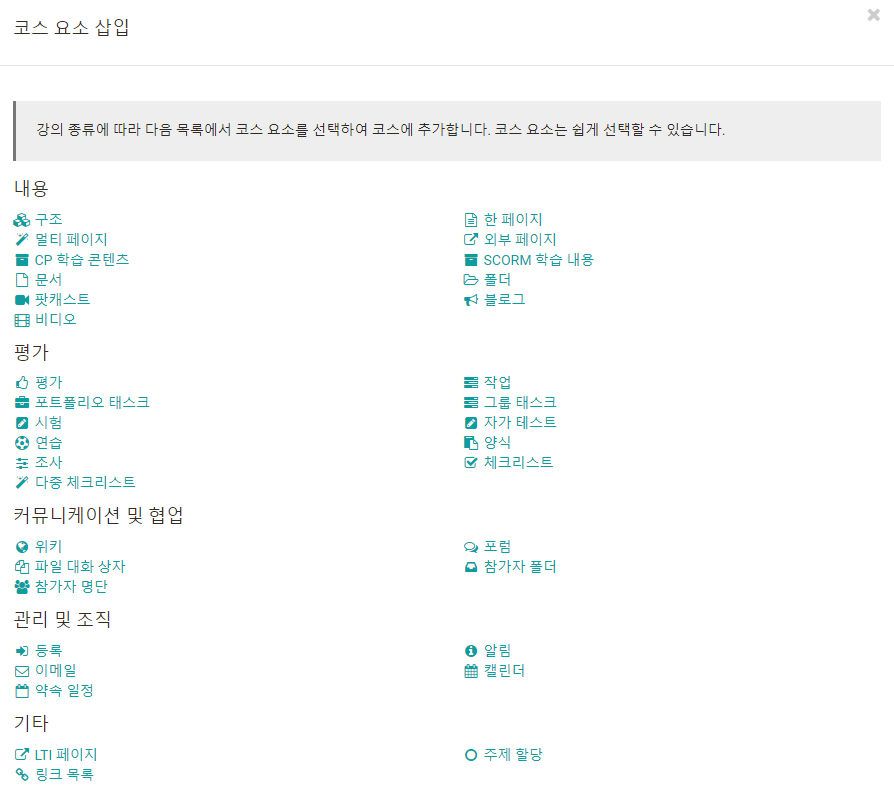 코스 요소 삽입
강의 종류에 따라 다음 목록에서 코스 요소를 선택하여 코스에 추가합니다. 코스 요소는 쉽게 선택할 수 있습니다.
내용
구조 한 페이지
멀티 페이지 외부 페이지
CP 학습 콘텐츠 SCORM 학습 내용
문서 폴더
팟캐스트 블로그
비디오
평가
평가 작업
포트폴리오 태스크 그룹 태스크
시험 자가 테스트
연습 양식
조사 체크리스트
다중 체크리스트
커뮤니케이션 및 협업
위키 포럼
파일 대화 상자 참가자 폴더
참가자 명단
관리 및 조직
등록 알림
이메일 캘린더
약속 일정
기타
LTI 페이지 주제 할당
링크 목록